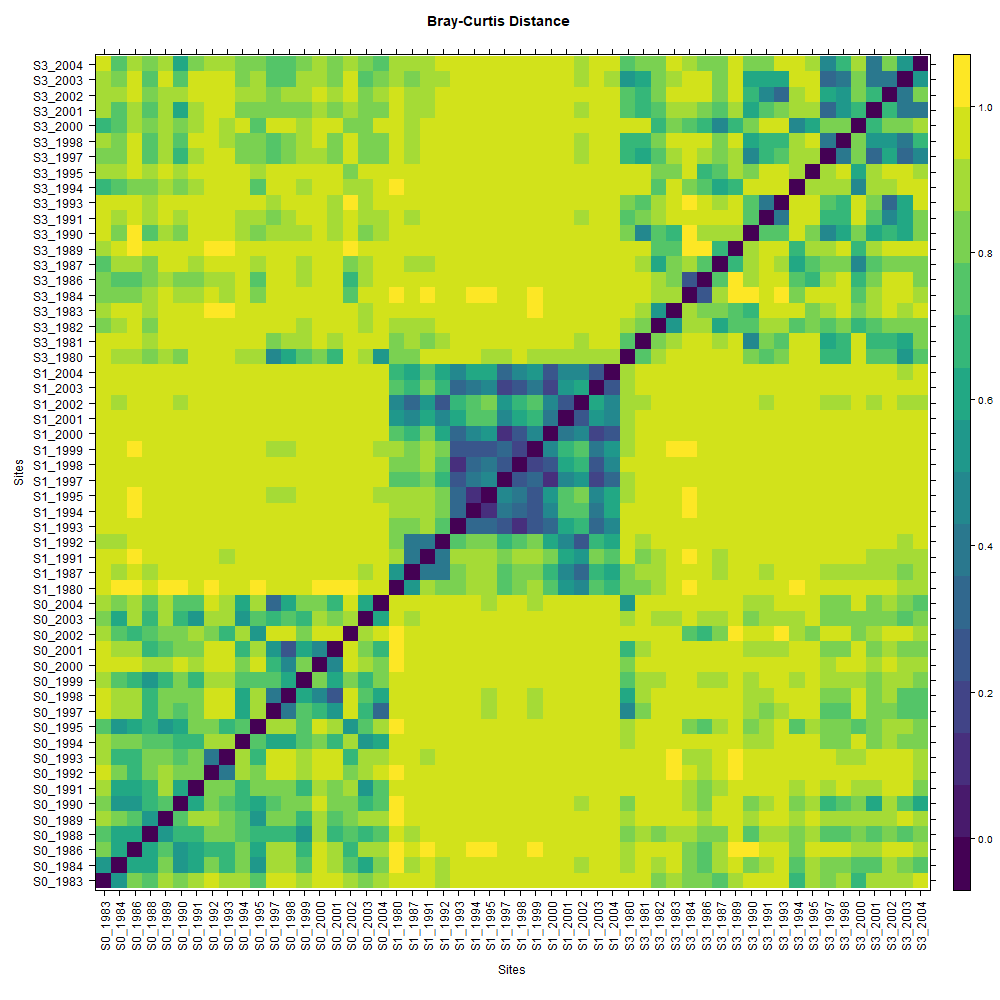 Bray-Curtis Distance
S3_2004
S3_2003
S3_2002
S3_2001
S3_2000
S3_1998
S3_1997
S3_1995
S3_1994
S3_1993
S3_1991
S3_1990
S3_1989
S3_1987
S3_1986
S3_1984
S3_1983
S3_1982
S3_1981
S3_1980
S1_2004
S1_2003
S1_2002
S1_2001
S1_2000
S1_1999
S1_1998
S1_1997
S1_1995
S1_1994
S1_1993
S1_1992
S1_1991
S1_1987
S1_1980
S0_2004
S0_2003
S0_2002
S0_2001
S0_2000
S0_1999
S0_1998
S0_1997
S0_1995
S0_1994
S0_1993
S0_1992
S0_1991
S0_1990
S0_1989
S0_1988
S0_1986
S0_1984
S0_1983
Sites
S0_1983
S0_1984
S0_1986
S0_1988
S0_1989
S0_1990
S0_1991
S0_1992
S0_1993
S0_1994
S0_1995
S0_1997
S0_1998
S0_1999
S0_2000
S0_2001
S0_2002
S0_2003
S0_2004
S1_1980
S1_1987
S1_1991
S1_1992
S1_1993
S1_1994
S1_1995
S1_1997
S1_1998
S1_1999
S1_2000
S1_2001
S1_2002
S1_2003
S1_2004
S3_1980
S3_1981
S3_1982
S3_1983
S3_1984
S3_1986
S3_1987
S3_1989
S3_1990
S3_1991
S3_1993
S3_1994
S3_1995
S3_1997
S3_1998
S3_2000
S3_2001
S3_2002
S3_2003
S3_2004
Sites
1.0
0.8
0.6
0.4
0.2
0.0